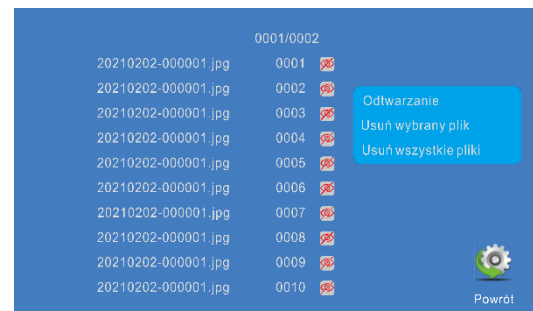 0001/0002
20210202-000001.jpg 0001
20210202-000001.jpg 0002
20210202-000001.jpg 0003
20210202-000001.jpg 0004
20210202-000001.jpg 0005
20210202-000001.jpg 0006
20210202-000001.jpg 0007
20210202-000001.jpg 0008
20210202-000001.jpg 0009
20210202-000001.jpg 0010
Odtwarzanie
Usuń wybrany plik
Usuń wszystkie pliki
Powrót